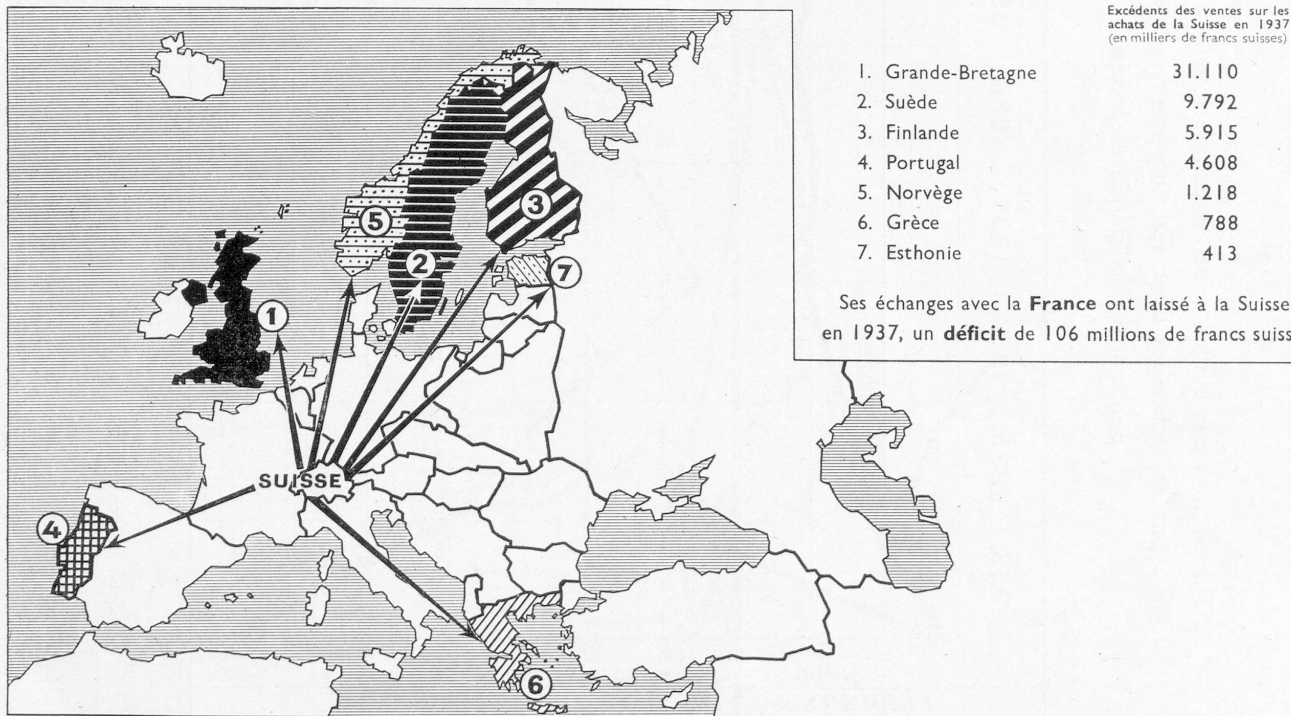 Excédents des ventes sur les
achats de la Suisse en 1937
(en milliers de francs suisses)
1. Grande-Bretagne 31.110
2. Suède 9.792
3. Finlande 5.915
4. Portugal 4.608
5. Norvège 1.218
6. Grèce 788
7. Esthonie 413
Ses échanges avec la France ont laissé à la Suisse
en 1937, un déficit de 106 millions de francs suiss
5
3
2
7
1
SUISSE
4
6